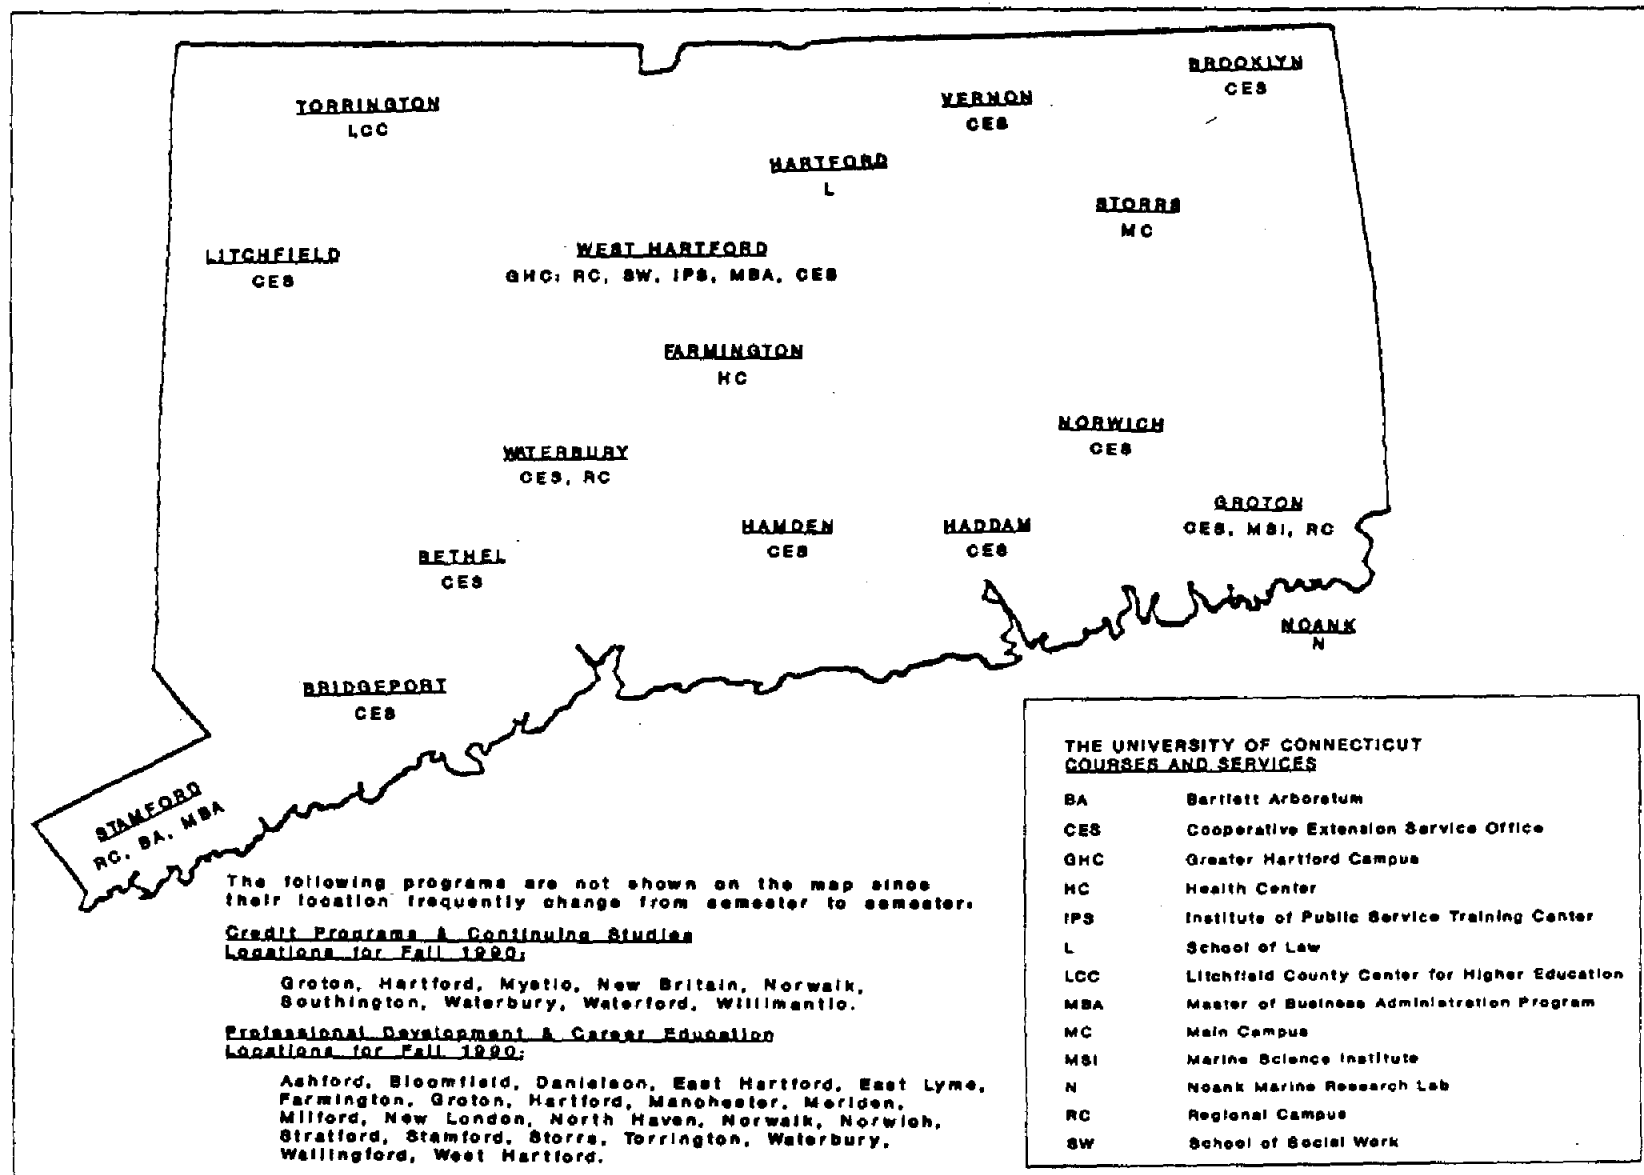 BROOKLYN
CES
TORRINGTON
LCC
VERNON
CES
HARTFORD
L
STORRS
MC
LITCHFIELD
CES
WEST HARTFORD
GHC: RC, SW, IPS, MBA, CES
FARMINGTON
HC
NORWICH
CES
WATERBURY
CES, RC
GROTON
CES, MSI, RC
HAMDEN
CES
HADDAM
CES
BETHEL
CES
NOANK
N
BRIDGEPORT
CES
STAMFORD
RC, BA, MBA
The following programs are not shown on the map since
their location frequently change from semester to semester.
Credit Programs & Continuing Studies
Locations for Fall 1990:
Groton, Hartford, Mystic, New Britain, Norwalk,
Southington, Waterbury, Waterford, Willimantic.
Professional Development & Career Education
Locations for Fall 1990:
Ashford, Bloomfield, Danielson, East Hartford, East Lyme,
Farmington, Groton, Hartford, Manchester, Meriden,
Milford, New London, North Haven, Norwalk, Norwich,
Stratford, Stamford, Storrs, Torrington, Waterbury,
Wallingford, West Hartford.
THE UNIVERSITY OF CONNECTICUT
COURSES AND SERVICES
BA Bartlett Arboretum
CES Cooperative Extension Service Office
GHC Greater Hartford Campus
HC Health Center
IPS Institute of Public Service Training Center
L School of Law
LCC Litchfield County Center for Higher Education
MBA Master of Business Administration Program
MC Main Campus
MSI Marine Science Institute
N Noank Marine Research Lab
RC Regional Campus
SW School of Social Work